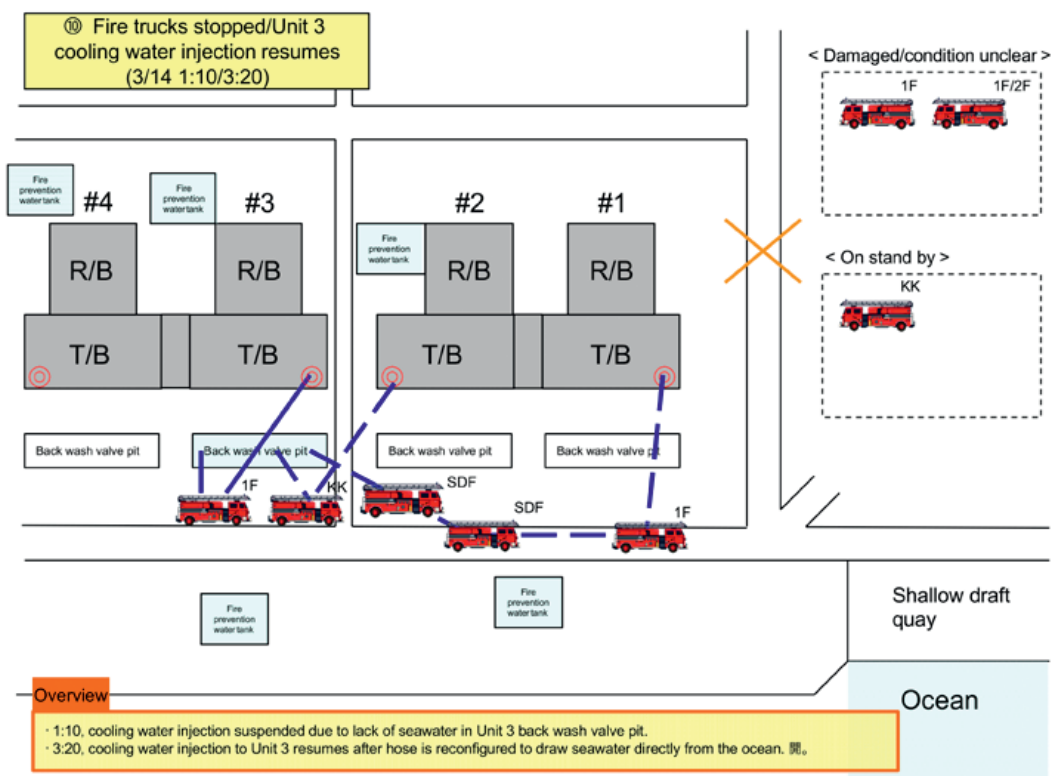 ⑩ Fire trucks stopped/Unit 3
cooling water injection resumes
(3/14 1:10/3:20)
< Damaged/condition unclear >
1F
1F/2F
Fire
prevention
water tank
#4
Fire
prevention
water tank
#3
#2
#1
Fire
prevention
water tank
R/B
R/B
R/B
R/B
< On stand by >
KK
T/B
T/B
T/B
T/B
Back wash valve pit
Back wash valve pit
Back wash valve pit
Back wash valve pit
1F
KK
SDF
SDF
1F
Fire
prevention
water tank
Fire
prevention
water tank
Shallow draft
quay
Ocean
Overview
· 1:10, cooling water injection suspended due to lack of seawater in Unit 3 back wash valve pit.
· 3:20, cooling water injection to Unit 3 resumes after hose is reconfigured to draw seawater directly from the ocean. 開。